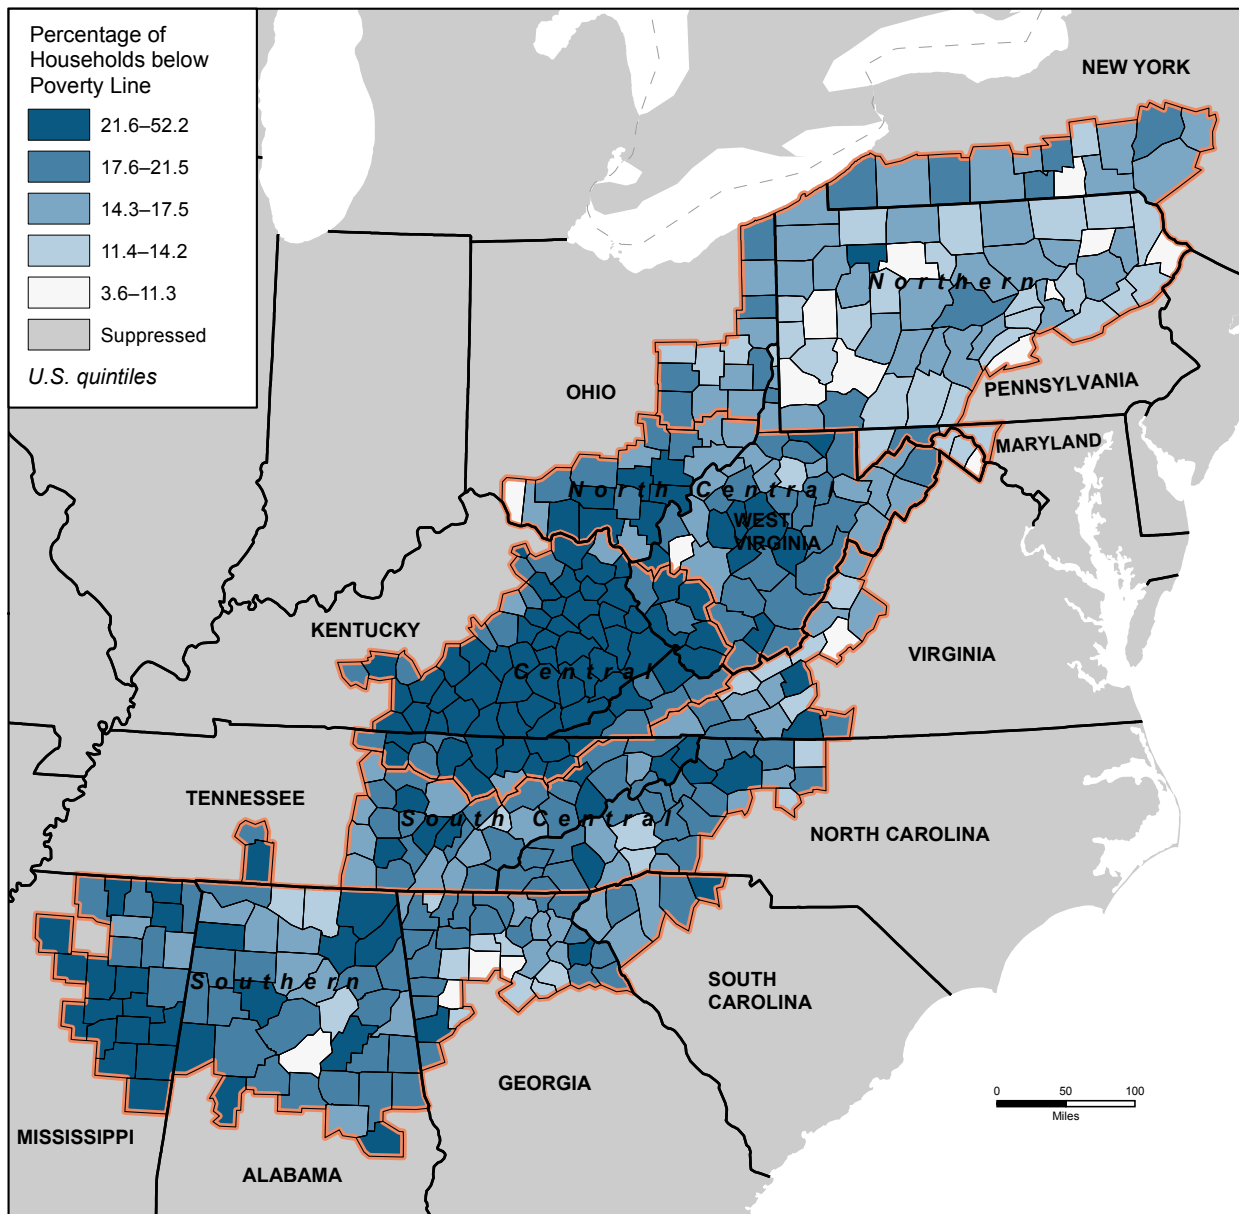 Percentage of
Households below
Poverty Line
21.6–52.2
17.6–21.5
14.3–17.5
11.4–14.2
3.6–11.3
Suppressed
U.S. quintiles
NEW YORK
Northern
PENNSYLVANIA
OHIO
MARYLAND
North Central
WEST
VIRGINIA
KENTUCKY
VIRGINIA
Central
TENNESSEE
South Central
NORTH CAROLINA
Southern
SOUTH
CAROLINA
GEORGIA
0 50 100
Miles
MISSISSIPPI
ALABAMA